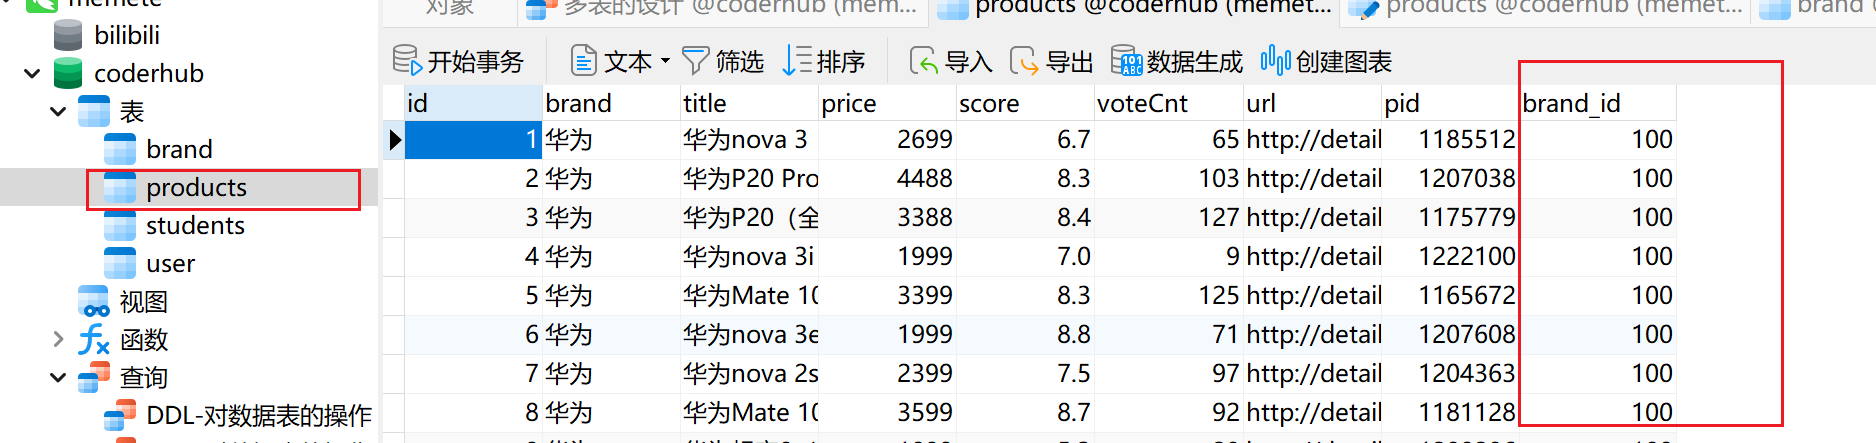 memete
bilibili
coderhub
表
brand
products
students
user
视图
函数
查询
DDL-对数据表的操作
对象
多表的设计 @coderhub (mem...
products @coderhub (memete...
products @coderhub (memet...
brand
开始事务 文本 筛选 排序 导入 导出 数据生成 创建图表
id brand title price score voteCnt url pid brand_id
1 华为 华为nova 3 2699 6.7 65 http://detail 1185512 100
2 华为 华为P20 Pro 4488 8.3 103 http://detail 1207038 100
3 华为 华为P20（全 3388 8.4 127 http://detail 1175779 100
4 华为 华为nova 3i 1999 7.0 9 http://detail 1222100 100
5 华为 华为Mate 10 3399 8.3 125 http://detail 1165672 100
6 华为 华为nova 3e 1999 8.8 71 http://detail 1207608 100
7 华为 华为nova 2s 2399 7.5 97 http://detail 1204363 100
8 华为 华为Mate 10 3599 8.7 92 http://detail 1181128 100